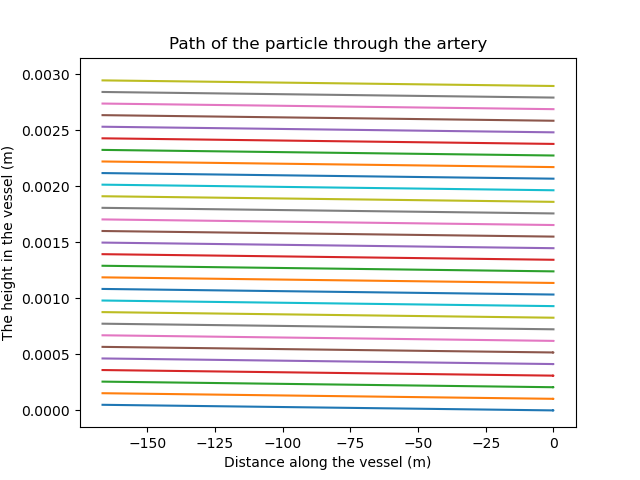 Path of the particle through the artery
The height in the vessel (m)
0.0030
0.0025
0.0020
0.0015
0.0010
0.0005
0.0000
−150 −125 −100 −75 −50 −25 0
Distance along the vessel (m)